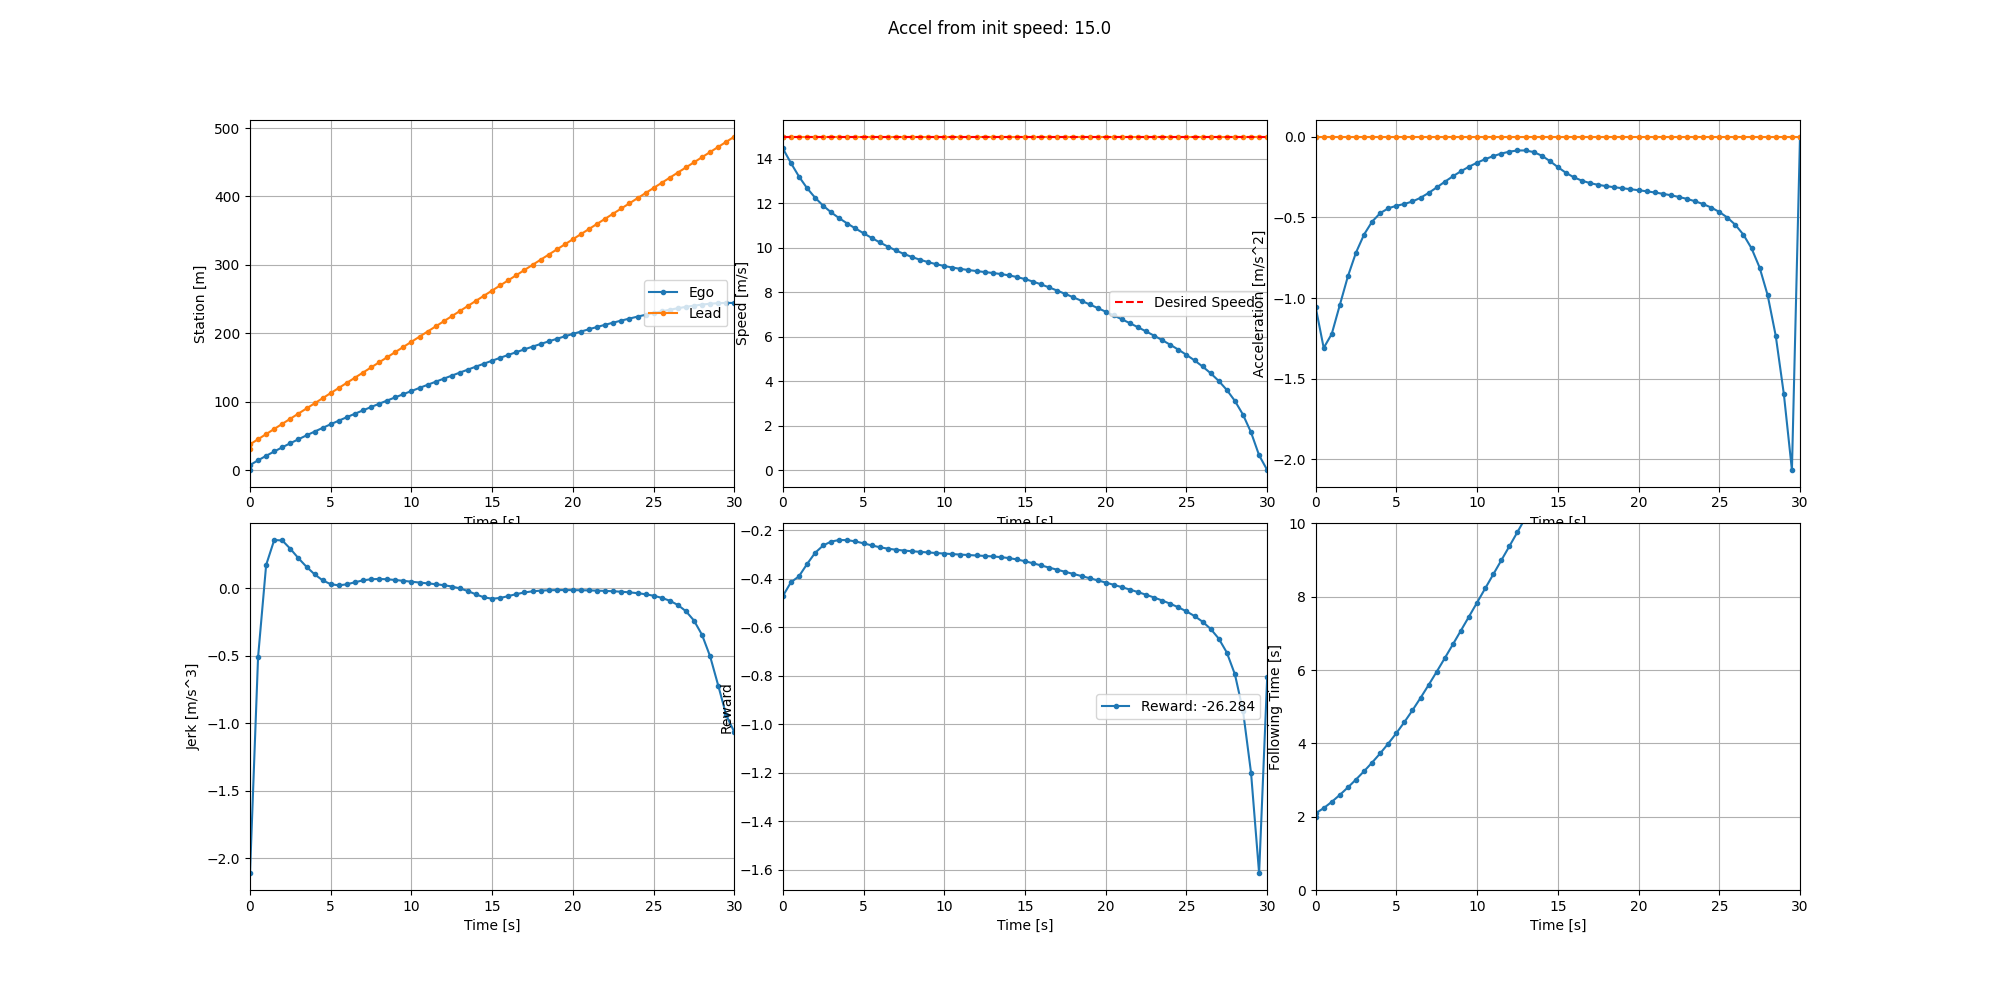 Accel from init speed: 15.0
500
400
300
200
100
0
Station [m]
Ego
Lead
0 5 10 15 20 25 30
Time [s]
14
12
10
8
6
4
2
0
Speed [m/s]
Desired Speed
0 5 10 15 20 25 30
Time [s]
0.0
−0.5
−1.0
−1.5
−2.0
Acceleration [m/s^2]
0 5 10 15 20 25 30
Time [s]
0.0
−0.5
−1.0
−1.5
−2.0
Jerk [m/s^3]
0 5 10 15 20 25 30
Time [s]
−0.2
−0.4
−0.6
−0.8
−1.0
−1.2
−1.4
−1.6
Reward
Reward: -26.284
0 5 10 15 20 25 30
Time [s]
10
8
6
4
2
0
Following Time [s]
0 5 10 15 20 25 30
Time [s]